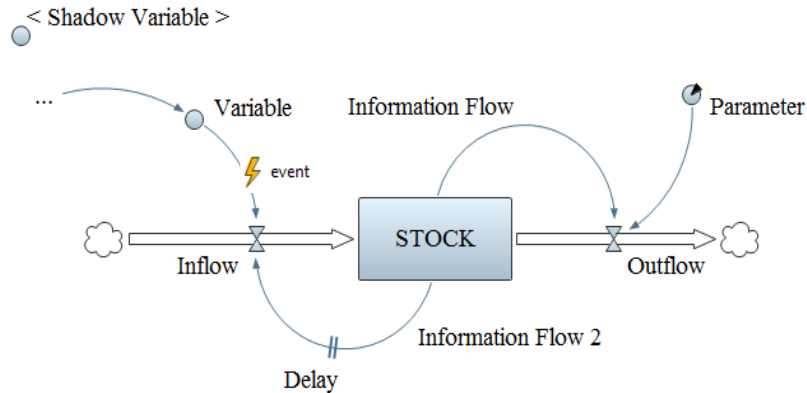 < Shadow Variable >
...
Variable
Information Flow
Parameter
event
STOCK
Inflow
Outflow
Information Flow 2
Delay